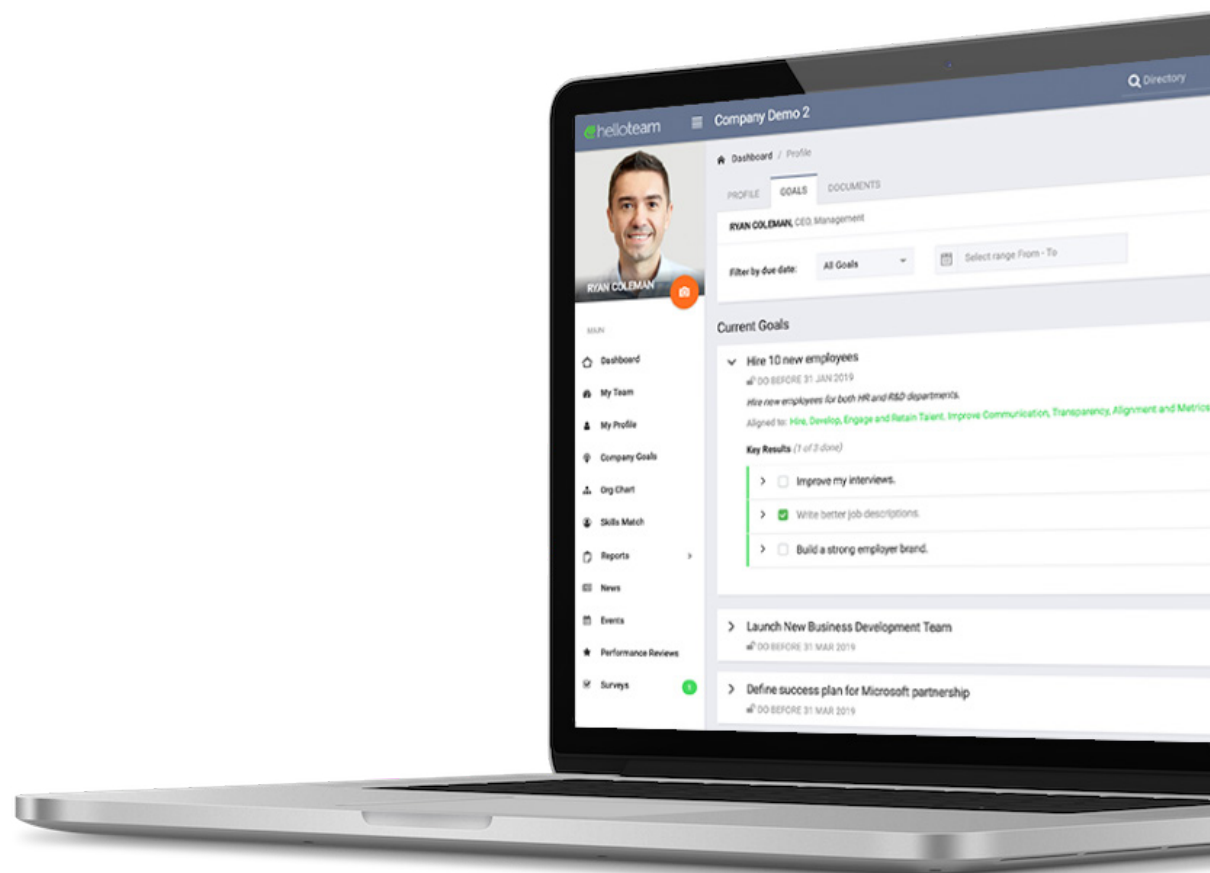 helloteam
Company Demo 2
Directory
Dashboard / Profile
PROFILE GOALS DOCUMENTS
RYAN COLEMAN, CEO, Management
Filter by due date: All Goals Select range From - To
RYAN COLEMAN
MAIN
Dashboard
My Team
My Profile
Company Goals
Org Chart
Skills Match
Reports
News
Events
Performance Reviews
Surveys 1
Current Goals
Hire 10 new employees
DO BEFORE 31 JAN 2019
Hire new employees for both HR and R&D departments.
Aligned to: Hire, Develop, Engage and Retain Talent. Improve Communication, Transparency, Alignment and Metrics
Key Results (1 of 3 done)
Improve my interviews.
Write better job descriptions.
Build a strong employer brand.
Launch New Business Development Team
DO BEFORE 31 MAR 2019
Define success plan for Microsoft partnership
DO BEFORE 31 MAR 2019